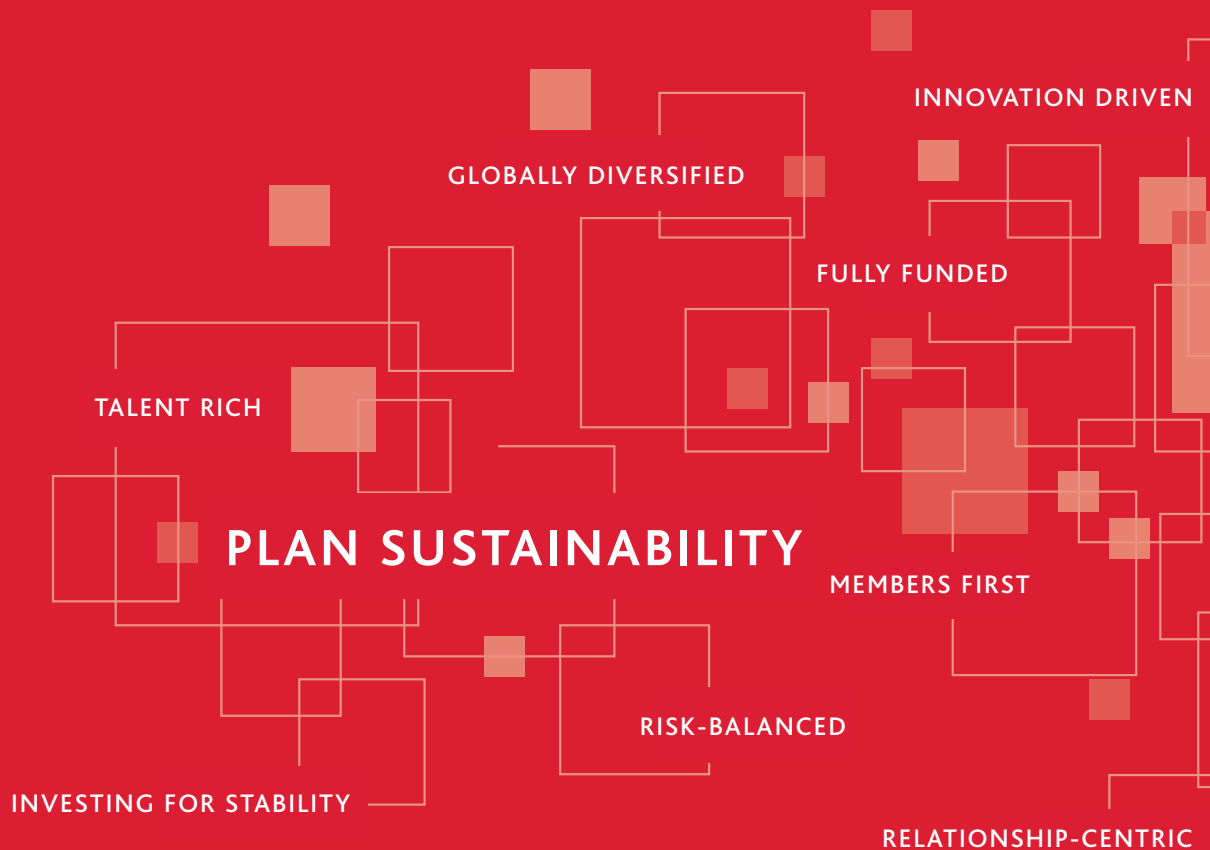 INNOVATION DRIVEN
GLOBALLY DIVERSIFIED
FULLY FUNDED
TALENT RICH
PLAN SUSTAINABILITY
MEMBERS FIRST
RISK-BALANCED
INVESTING FOR STABILITY
RELATIONSHIP-CENTRIC